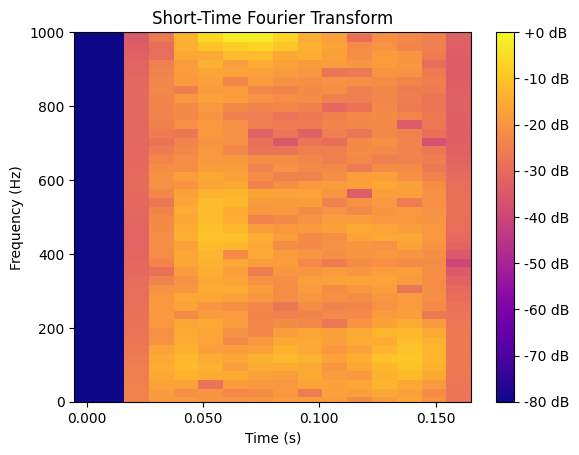 Short-Time Fourier Transform
1000
800
600
400
200
0
Frequency (Hz)
0.000
0.050
0.100
0.150
Time (s)
+0 dB
-10 dB
-20 dB
-30 dB
-40 dB
-50 dB
-60 dB
-70 dB
-80 dB